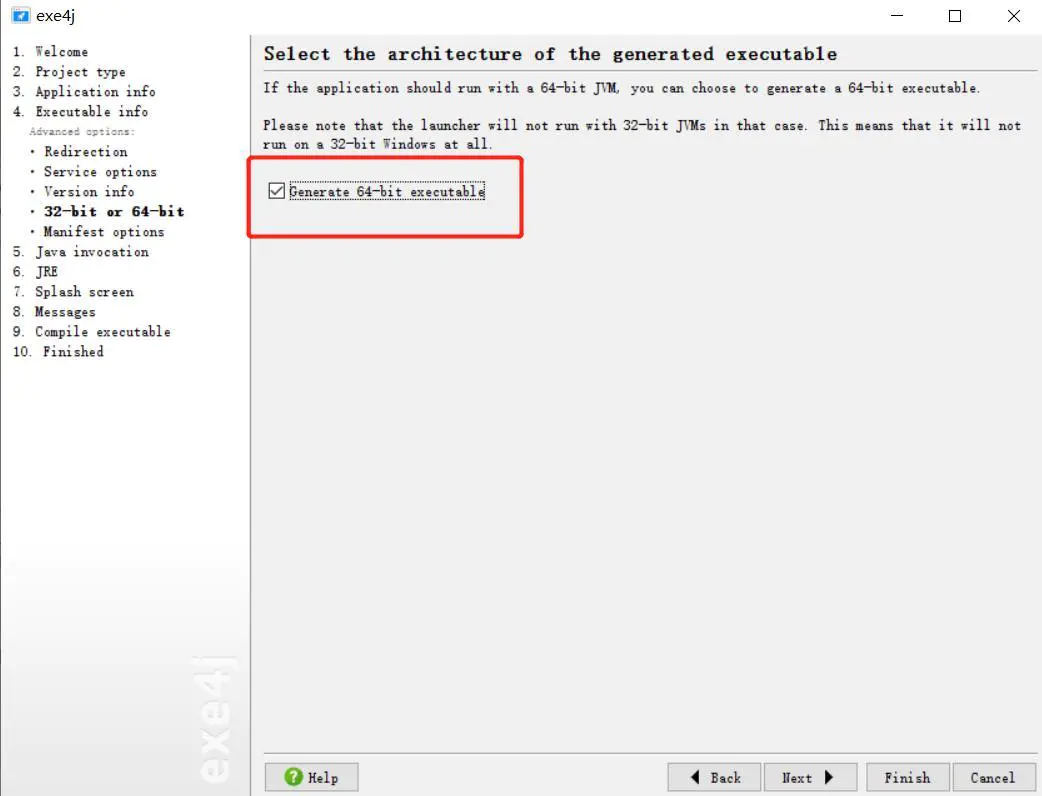 exe4j
1. Welcome
2. Project type
3. Application info
4. Executable info
Advanced options:
• Redirection
• Service options
• Version info
• 32-bit or 64-bit
• Manifest options
5. Java invocation
6. JRE
7. Splash screen
8. Messages
9. Compile executable
10. Finished
exe4j
Select the architecture of the generated executable
If the application should run with a 64-bit JVM, you can choose to generate a 64-bit executable.
Please note that the launcher will not run with 32-bit JVMs in that case. This means that it will not
run on a 32-bit Windows at all.
Generate 64-bit executable
Help
Back
Next
Finish
Cancel